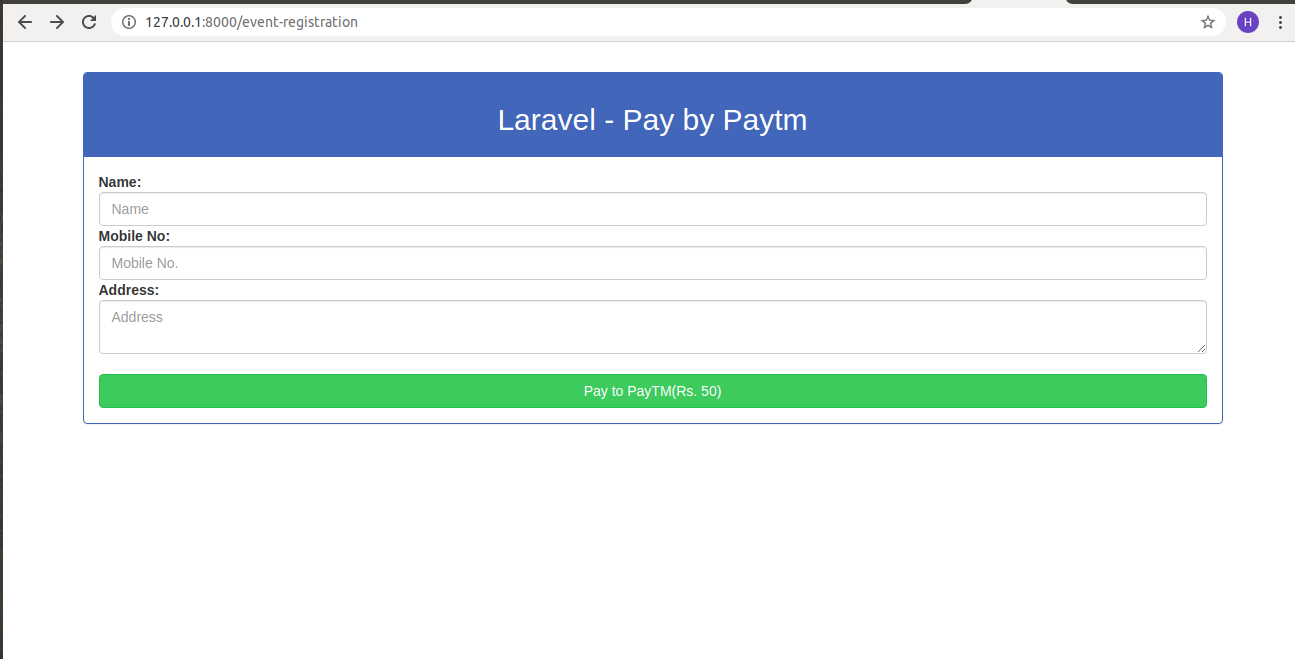 127.0.0.1:8000/event-registration
H
Laravel - Pay by Paytm
Name:
Name
Mobile No:
Mobile No.
Address:
Address
Pay to PayTM(Rs. 50)